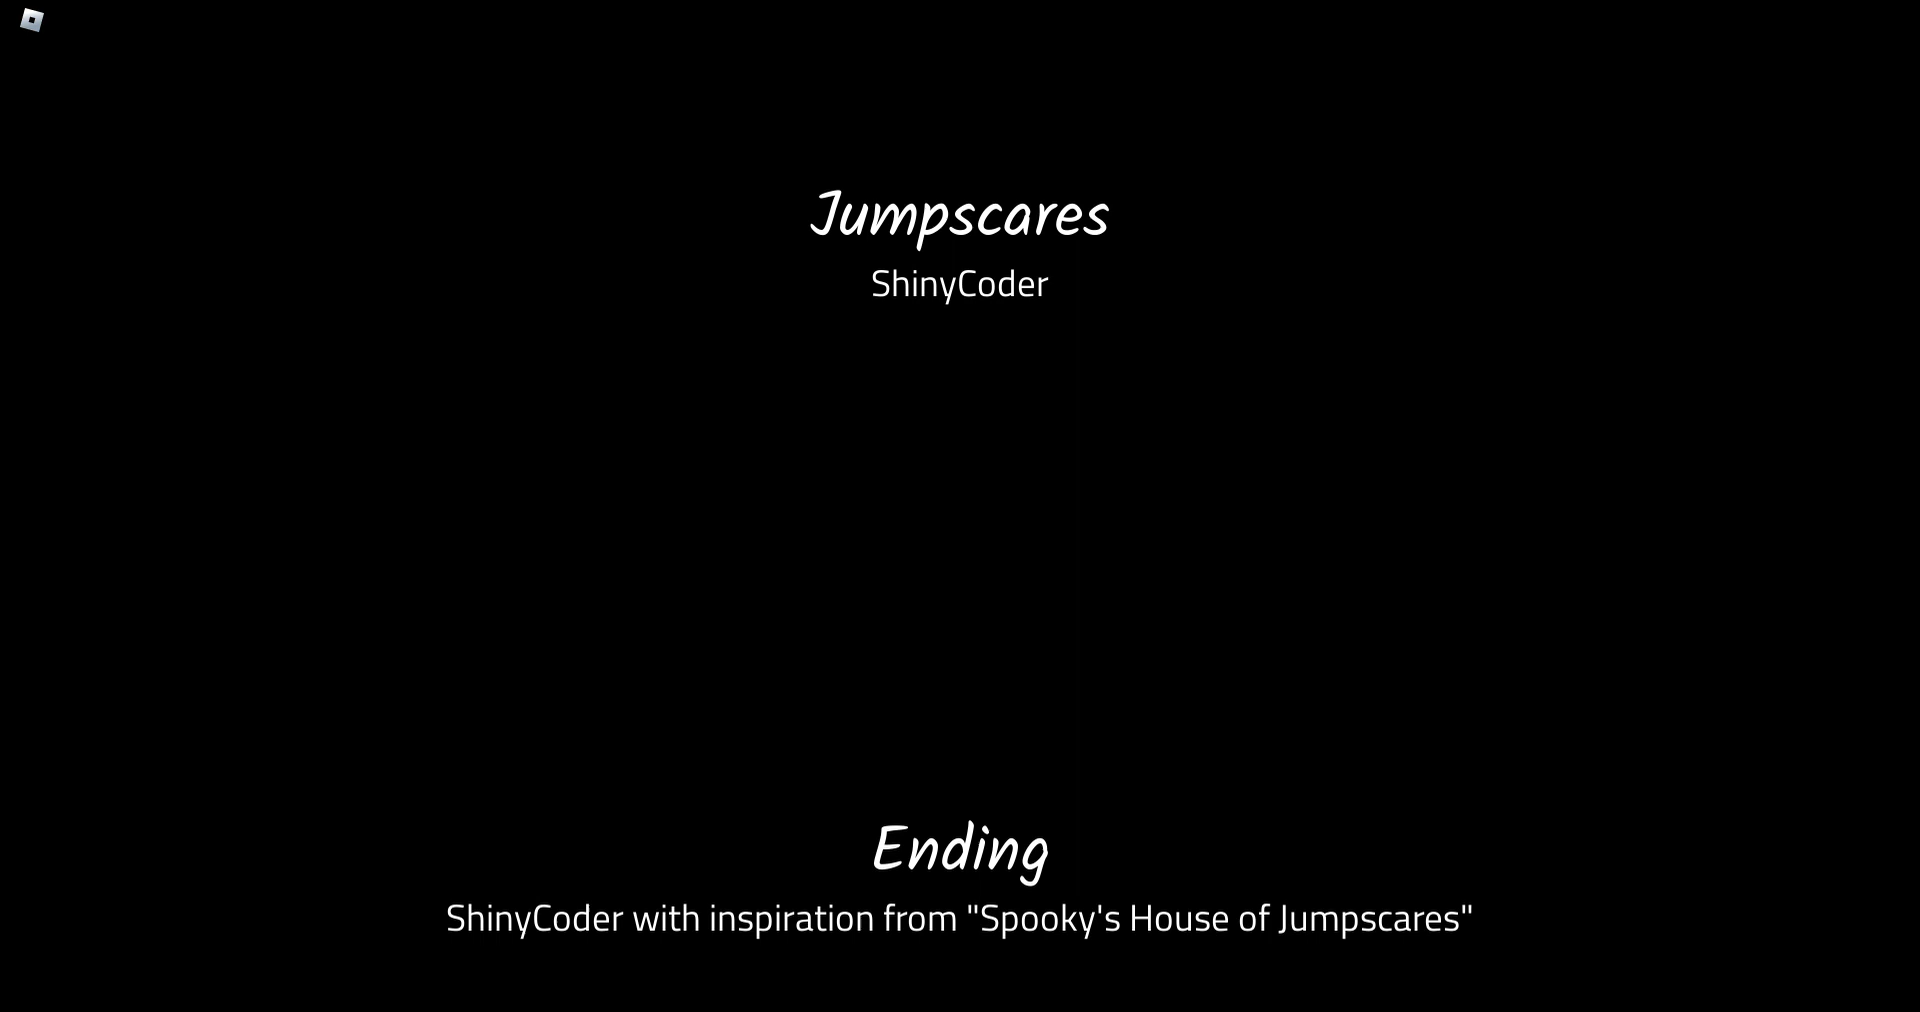 Jumpscares
ShinyCoder
Ending
ShinyCoder with inspiration from "Spooky's House of Jumpscares"